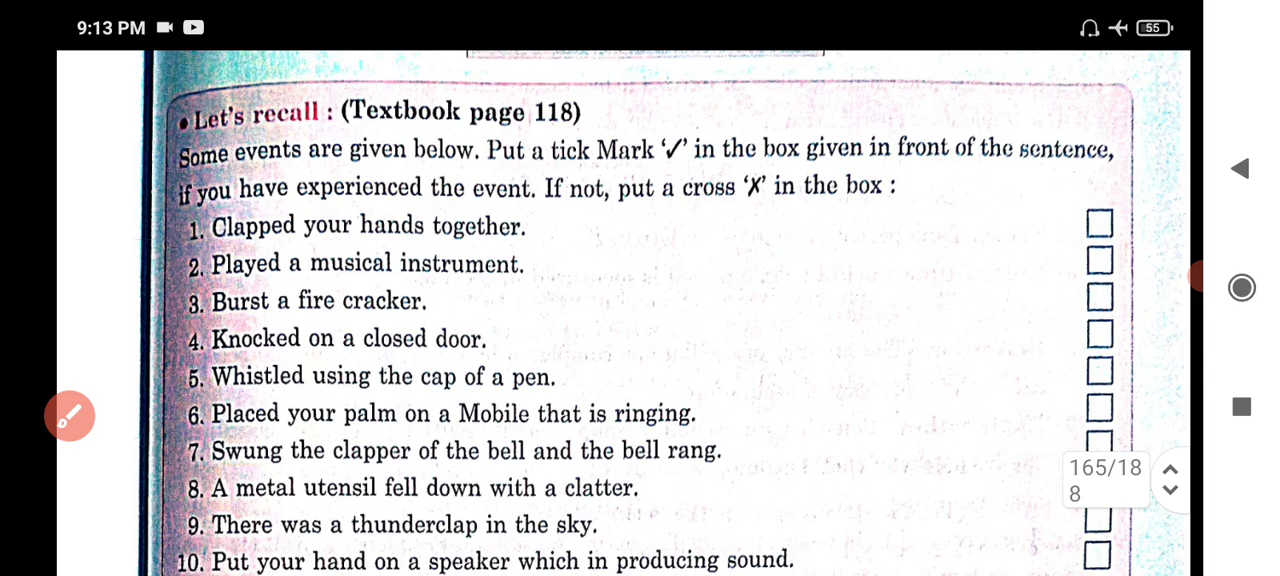 9:13 PM
55
• Let's recall : (Textbook page 118)
Some events are given below. Put a tick Mark '✓' in the box given in front of the sentence,
if you have experienced the event. If not, put a cross '✗' in the box :
1. Clapped your hands together.
2. Played a musical instrument.
3. Burst a fire cracker.
4. Knocked on a closed door.
5. Whistled using the cap of a pen.
6. Placed your palm on a Mobile that is ringing.
7. Swung the clapper of the bell and the bell rang.
165/18
8
8. A metal utensil fell down with a clatter.
9. There was a thunderclap in the sky.
10. Put your hand on a speaker which in producing sound.